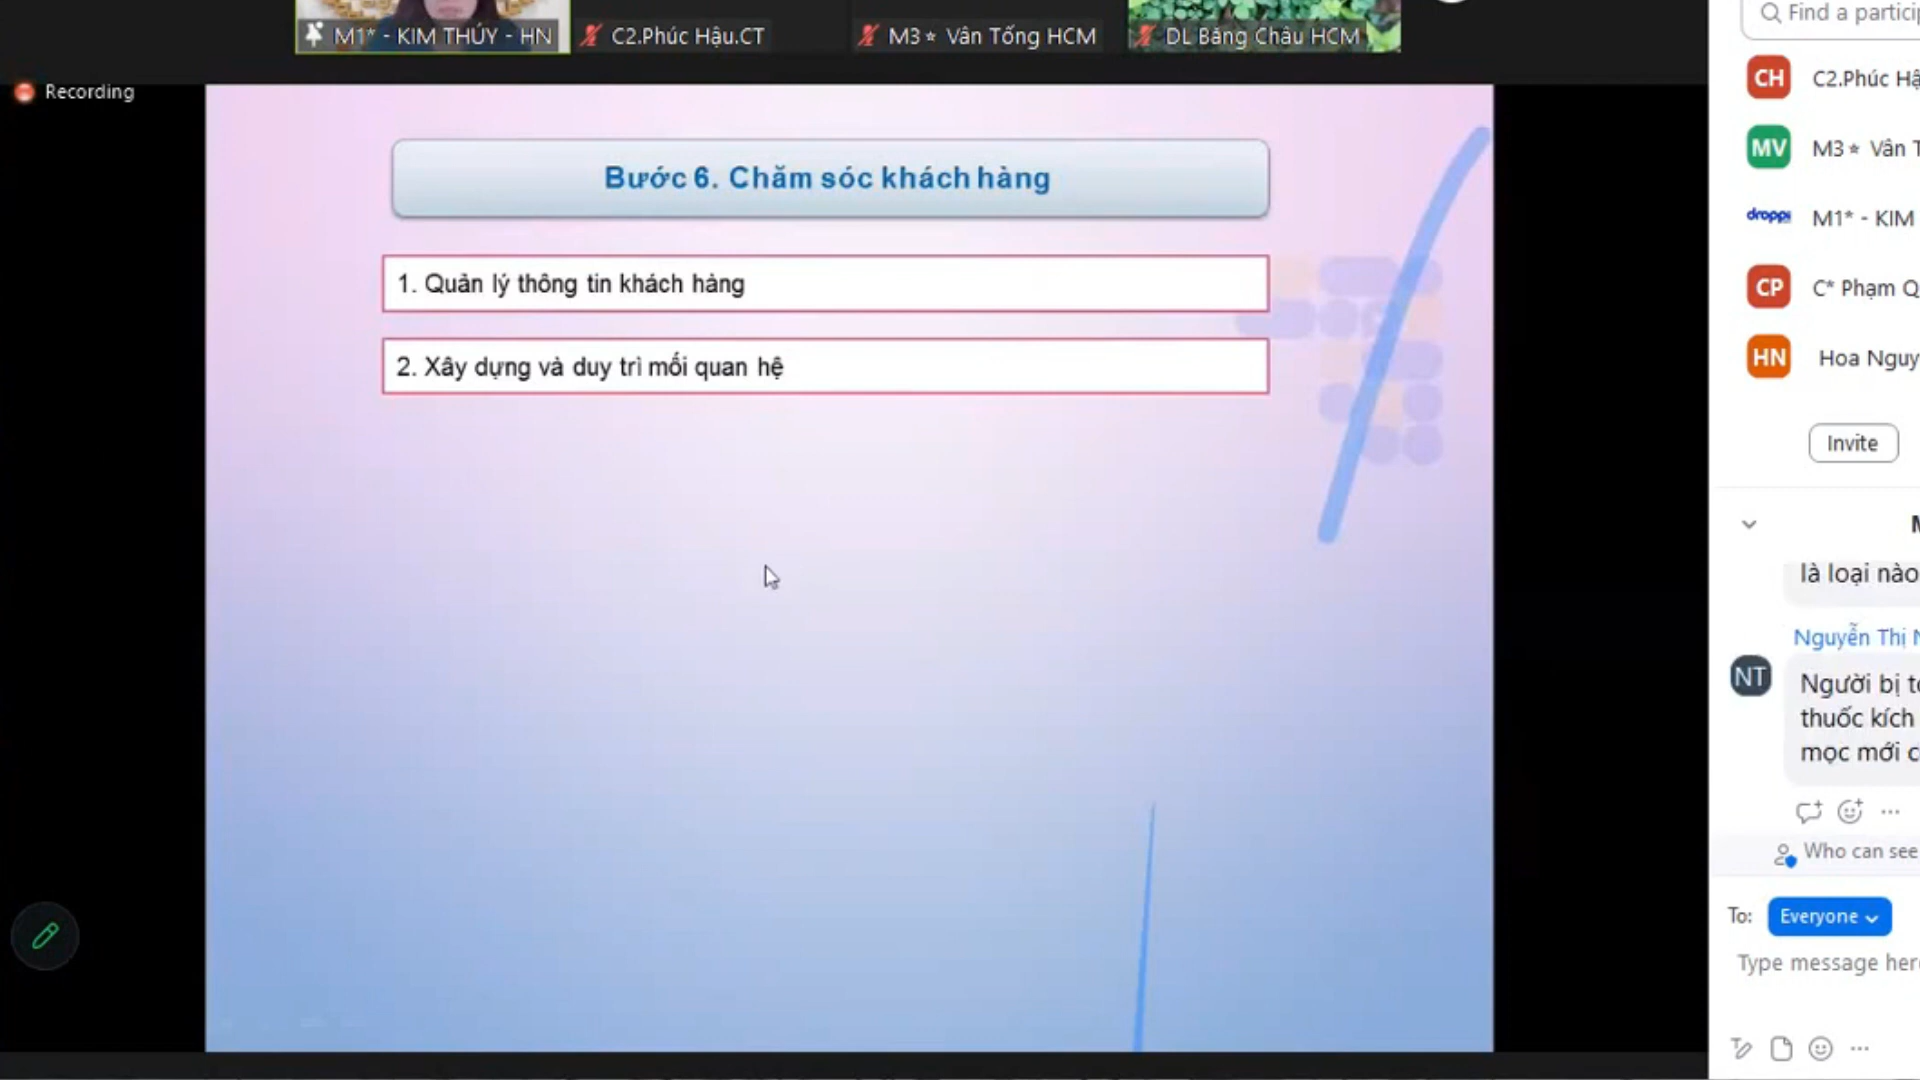 M1* - KIM THÚY - HN
C2.Phúc Hậu.CT
M3⭑ Vân Tống HCM
DL Băng Châu HCM
Find a particip
Recording
Bước 6. Chăm sóc khách hàng
1. Quản lý thông tin khách hàng
2. Xây dựng và duy trì mối quan hệ
CH
C2.Phúc Hậ
MV
M3⭑ Vân T
droppi
M1* - KIM
CP
C* Phạm Q
HN
Hoa Nguy
Invite
là loại nào
Nguyễn Thị N
NT
Người bị
thuốc kích
mọc mới
Who can see
To:
Everyone
Type message here